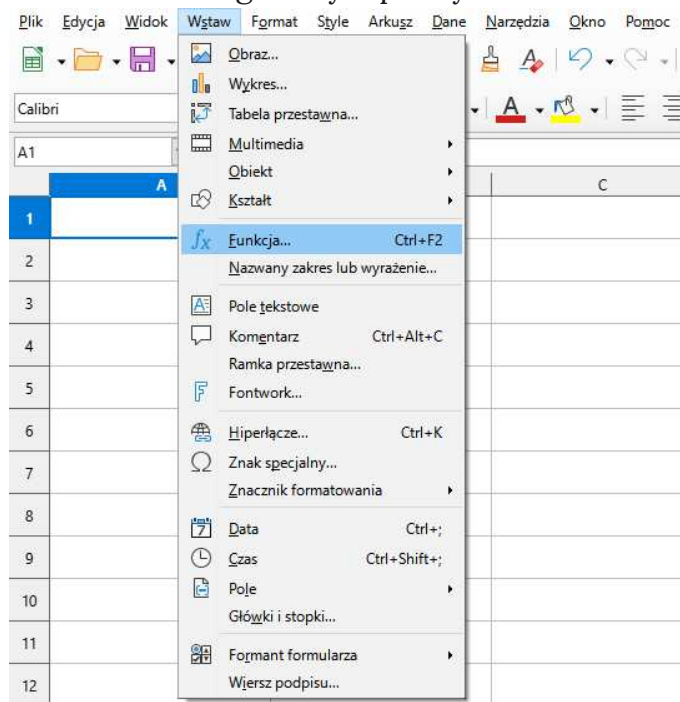 Plik Edycja Widok Wstaw Format Style Arkusz Dane Narzędzia Okno Pomoc
Calibri
A1
A C
1
2
3
4
5
6
7
8
9
10
11
12
Obraz...
Wykres...
Tabela przestawna...
Multimedia
Obiekt
Kształt
Funkcja... Ctrl+F2
Nazwany zakres lub wyrażenie...
Pole tekstowe
Komentarz Ctrl+Alt+C
Ramka przestawna...
Fontwork...
Hiperłącze... Ctrl+K
Znak specjalny...
Znacznik formatowania
Data Ctrl+;
Czas Ctrl+Shift+;
Pole
Główki i stopki...
Formant formularza
Wiersz podpisu...